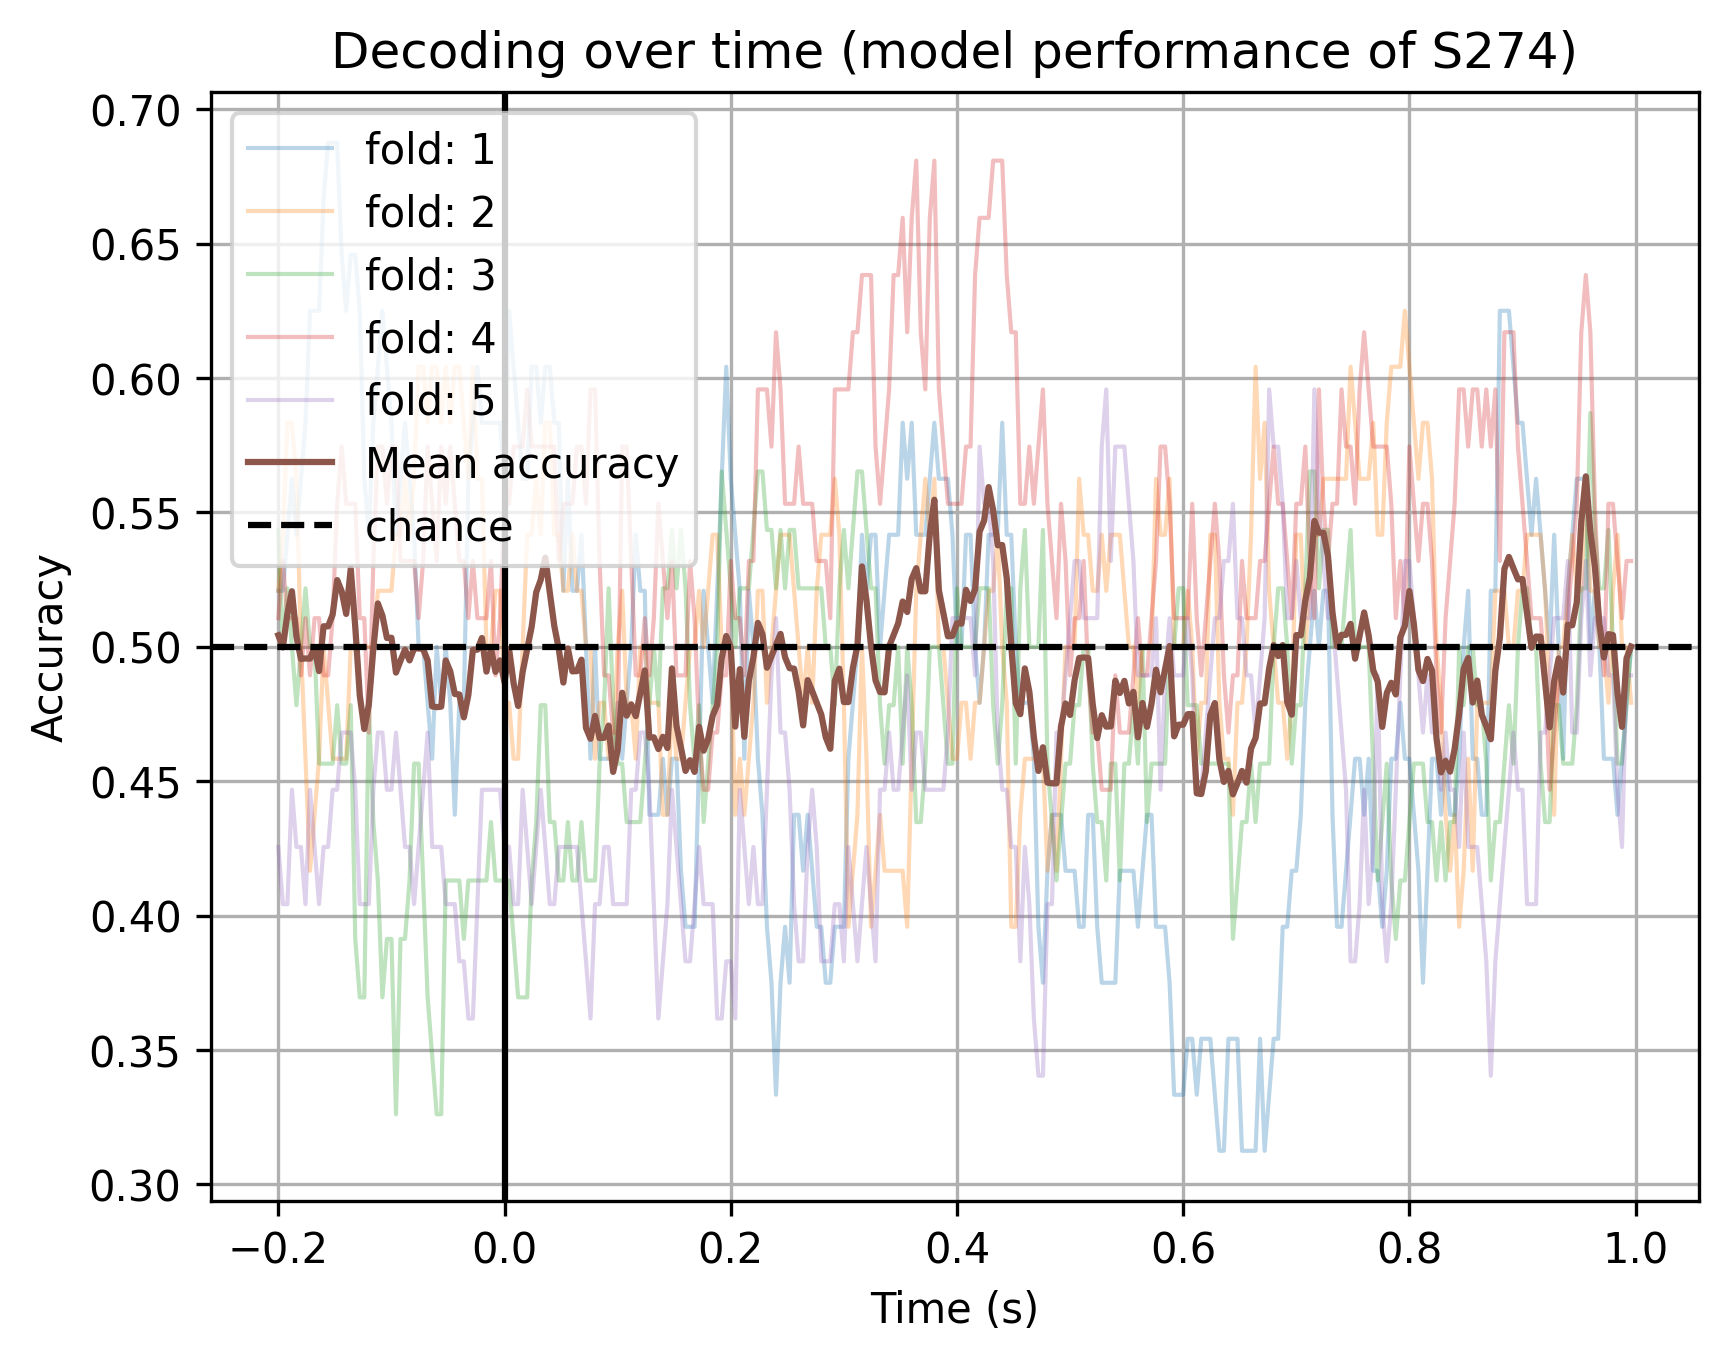 Decoding over time (model performance of S274)
0.70
0.65
0.60
0.55
0.50
0.45
0.40
0.35
0.30
Accuracy
fold: 1
fold: 2
fold: 3
fold: 4
fold: 5
Mean accuracy
chance
−0.2 0.0 0.2 0.4 0.6 0.8 1.0
Time (s)